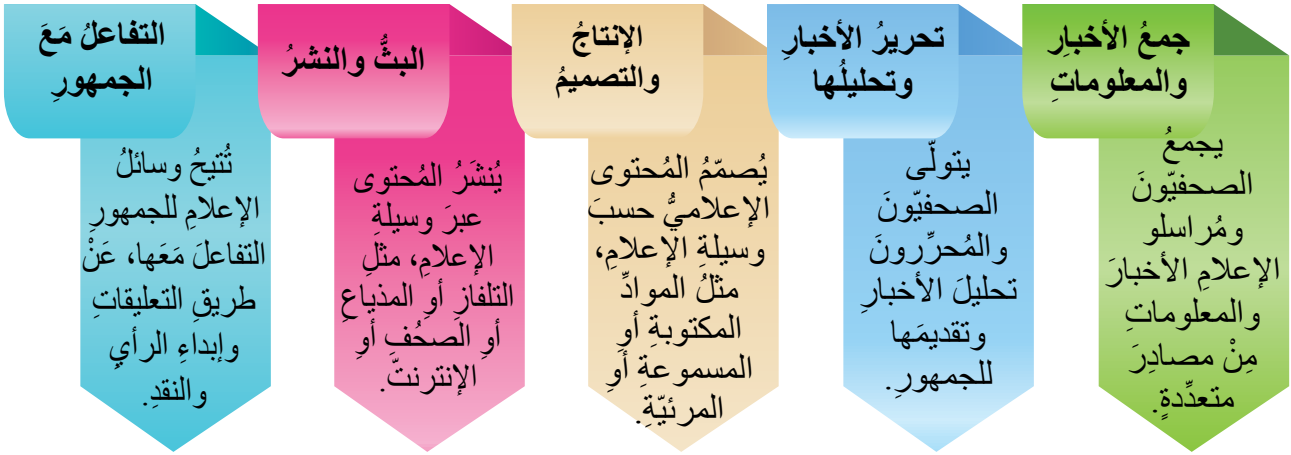 جمعُ الأخبارِ
والمعلوماتِ
يجمعُ
الصحفيّونَ
ومُراسلو
الإعلامِ الأخبارَ
والمعلوماتِ
مِنْ مصادِرَ
متعدِّدةٍ.
تحريرُ الأخبارِ
وتحليلُها
يتولّى
الصحفيّونَ
والمُحرِّرونَ
تحليلَ الأخبارِ
وتقديمَها
للجمهورِ.
الإنتاجُ
والتصميمُ
يُصمّمُ المُحتوى
الإعلاميُّ حسبَ
وسيلةِ الإعلامِ،
مثلُ الموادِّ
المكتوبةِ أوِ
المسموعةِ أوِ
المرئيّةِ.
البثُّ والنشرُ
يُنشَرُ المُحتوى
عبرَ وسيلةِ
الإعلامِ، مثلِ
التلفازِ أوِ المذياعِ
أوِ الصحُفِ أوِ
الإنترنتّ.
التفاعلُ مَعَ
الجمهورِ
تُتيحُ وسائلُ
الإعلامِ للجمهورِ
التفاعلَ مَعَها، عَنْ
طريقِ التعليقاتِ
وإبداءِ الرأيِ
والنقدِ.